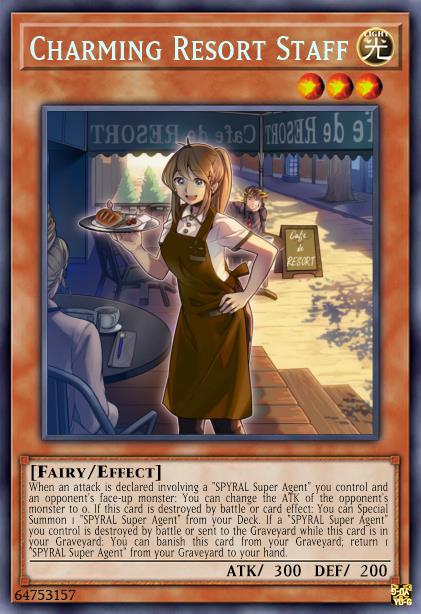 CHARMING RESORT STAFF
LIGHT
光
Cafe de RESORT
fe de RESORT
Cafe
de
RESORT
[FAIRY/EFFECT]
When an attack is declared involving a "SPYRAL Super Agent" you control and
an opponent's face-up monster: You can change the ATK of the opponent's
monster to 0. If this card is destroyed by battle or card effect: You can Special
Summon 1 "SPYRAL Super Agent" from your Deck. If a "SPYRAL Super Agent"
you control is destroyed by battle or sent to the Graveyard while this card is in
your Graveyard: You can banish this card from your Graveyard; return 1
"SPYRAL Super Agent" from your Graveyard to your hand.
ATK/ 300 DEF/ 200
64753157